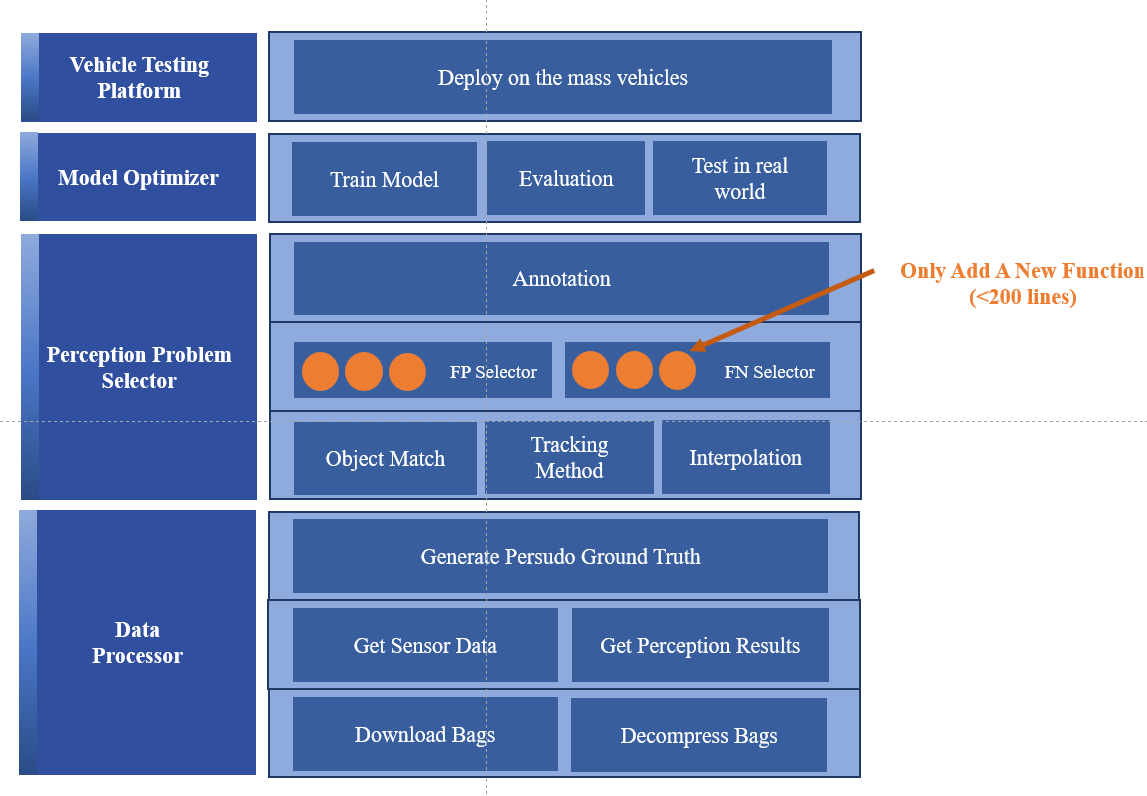 Vehicle Testing
Platform
Deploy on the mass vehicles
Model Optimizer
Train Model
Evaluation
Test in real
world
Perception Problem
Selector
Annotation
Only Add A New Function
(<200 lines)
FP Selector
FN Selector
Object Match
Tracking
Method
Interpolation
Data
Processor
Generate Persudo Ground Truth
Get Sensor Data
Get Perception Results
Download Bags
Decompress Bags